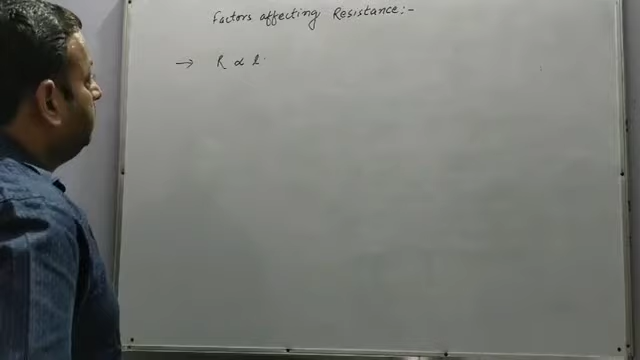 Factors affecting Resistance:-
→ R ∝ l